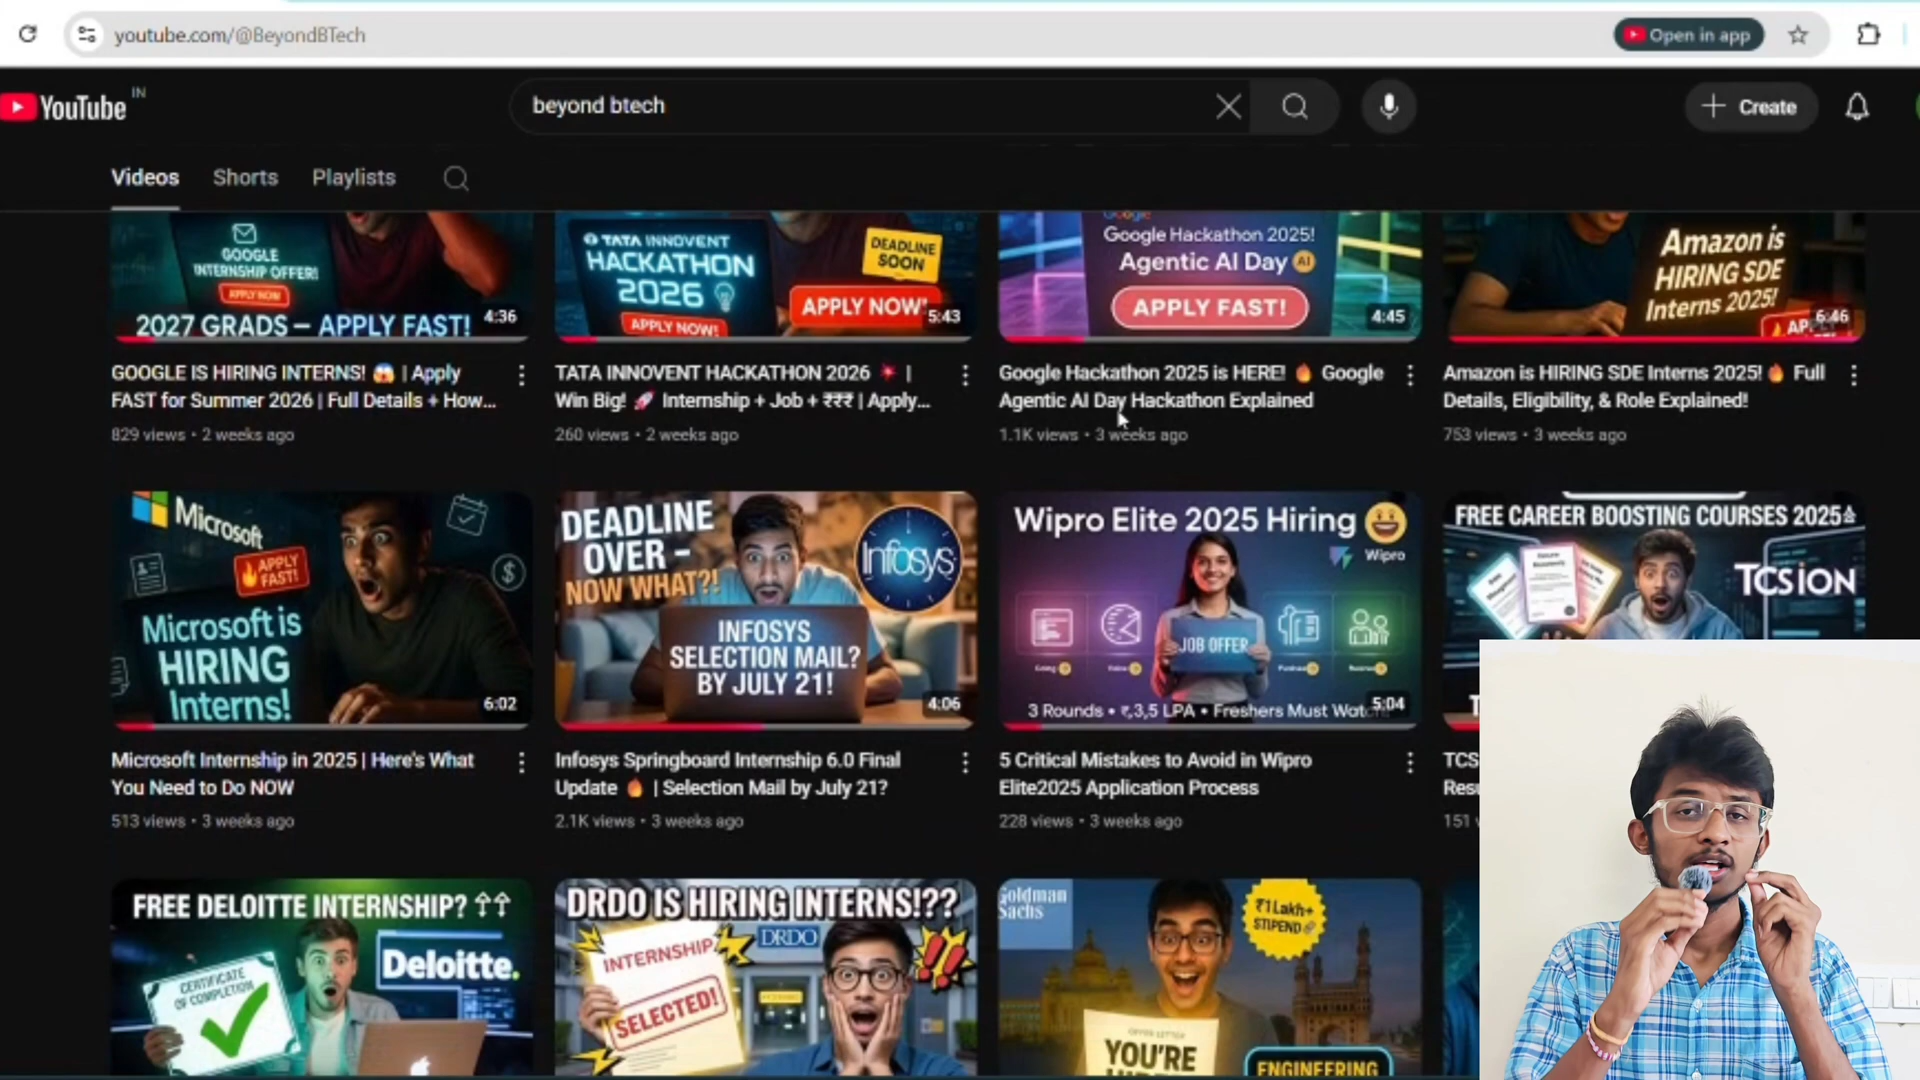 youtube.com/@BeyondBTech
Open in app
YouTube IN
beyond btech
Create
Videos
Shorts
Playlists
GOOGLE
INTERNSHIP OFFER!
APPLY NOW
2027 GRADS – APPLY FAST!
4:36
TATA INNOVENT
HACKATHON
2026
APPLY NOW!
DEADLINE
SOON
APPLY NOW!
5:43
Google
Google Hackathon 2025!
Agentic AI Day AI
APPLY FAST!
4:45
Amazon is
HIRING SDE
Interns 2025!
6:46
GOOGLE IS HIRING INTERNS! 😱 | Apply
FAST for Summer 2026 | Full Details + How...
829 views • 2 weeks ago
TATA INNOVENT HACKATHON 2026 💥 |
Win Big! 🚀 Internship + Job + ₹₹₹ | Apply...
260 views • 2 weeks ago
Google Hackathon 2025 is HERE! 🔥 Google
Agentic AI Day Hackathon Explained
1.1K views • 3 weeks ago
Amazon is HIRING SDE Interns 2025! 🔥 Full
Details, Eligibility, & Role Explained!
753 views • 3 weeks ago
Microsoft
APPLY
FAST!
Microsoft is
HIRING
Interns!
6:02
DEADLINE
OVER –
NOW WHAT?!
Infosys
INFOSYS
SELECTION MAIL?
BY JULY 21!
4:06
Wipro Elite 2025 Hiring
Wipro
JOB OFFER
3 Rounds • ₹,3,5 LPA • Freshers Must Watch
5:04
FREE CAREER BOOSTING COURSES 2025
TCS iON
Microsoft Internship in 2025 | Here's What
You Need to Do NOW
513 views • 3 weeks ago
Infosys Springboard Internship 6.0 Final
Update 🔥 | Selection Mail by July 21?
2.1K views • 3 weeks ago
5 Critical Mistakes to Avoid in Wipro
Elite2025 Application Process
228 views • 3 weeks ago
TCS
Resu
151
FREE DELOITTE INTERNSHIP? ⇧⇧
CERTIFICATE
OF COMPLETION
Deloitte.
DRDO IS HIRING INTERNS!??
INTERNSHIP
SELECTED!
DRDO
Goldman
Sachs
₹1 Lakh+
STIPEND
OFFER LETTER
YOU'RE
ENGINEERING